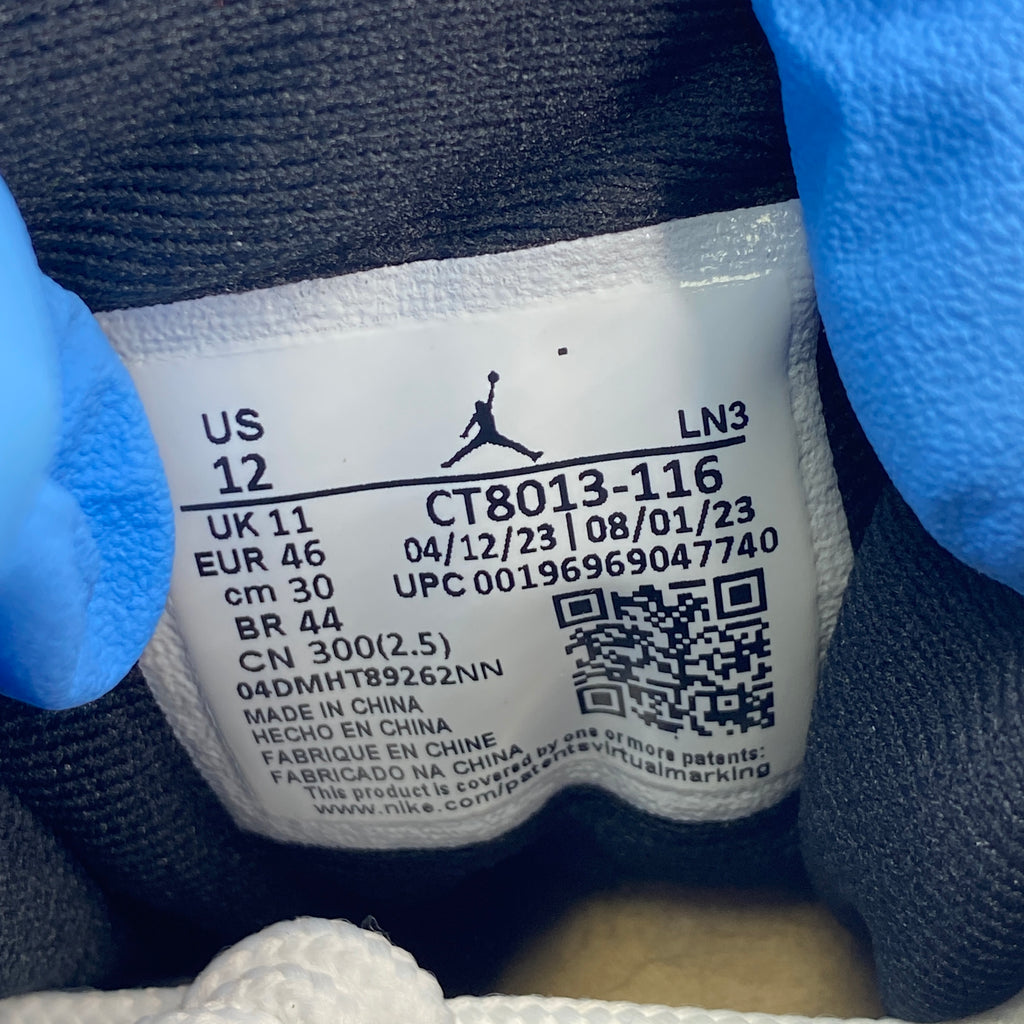 US
LN3
12
UK 11
CT8013-116
EUR 46
04/12/23 | 08/01/23
cm 30
UPC 00196969047740
BR 44
CN 300(2.5)
04DMHT89262NN
MADE IN CHINA
HECHO EN CHINA
FABRIQUE EN CHINE
FABRICADO NA CHINA
This product is covered by one or more patents:
www.nike.com/patentsvirtualmarking